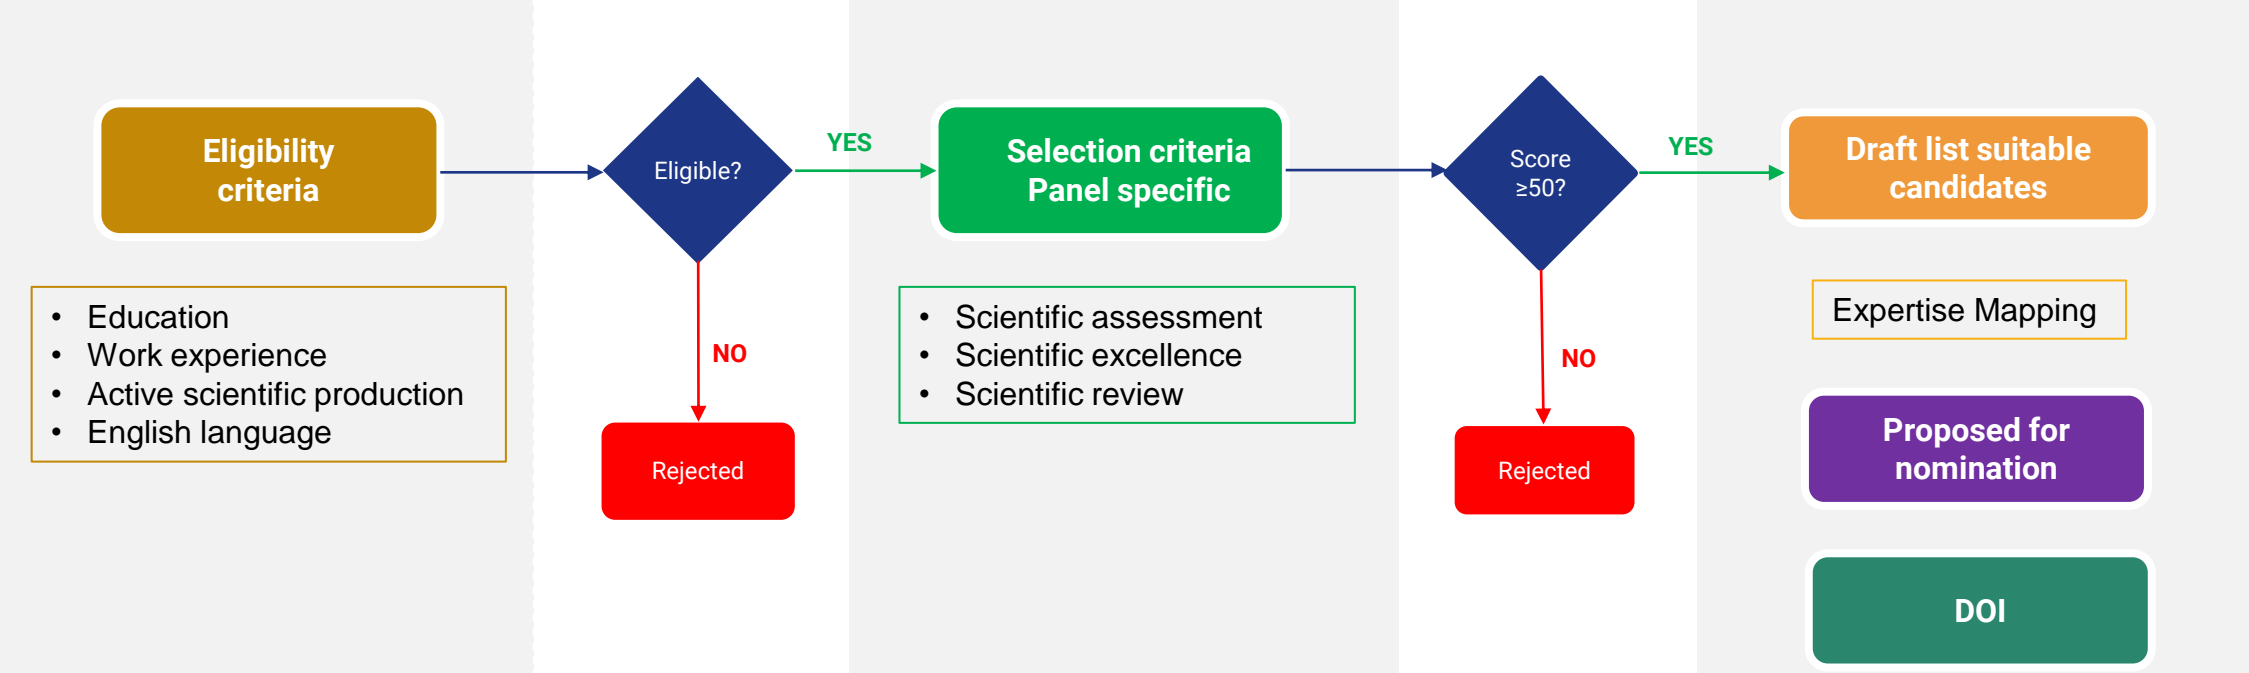 Eligibility
criteria
• Education
• Work experience
• Active scientific production
• English language
Eligible?
YES
NO
Rejected
Selection criteria
Panel specific
• Scientific assessment
• Scientific excellence
• Scientific review
Score
≥50?
YES
NO
Rejected
Draft list suitable
candidates
Expertise Mapping
Proposed for
nomination
DOI